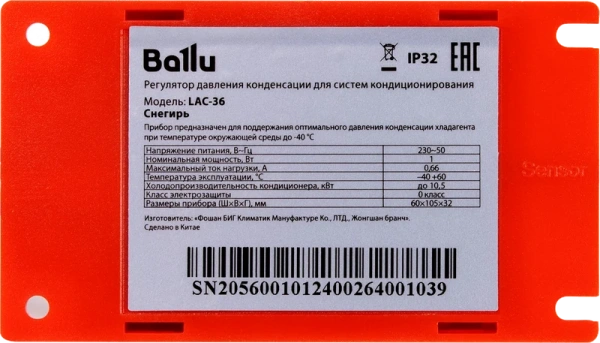 Ballu IP32 EAC
Регулятор давления конденсации для систем кондиционирования
Модель: LAC-36
Снегирь
Прибор предназначен для поддержания оптимального давления конденсации хладагента
при температуре окружающей среды до -40 °C
Напряжение питания, В~Гц 230~50
Номинальная мощность, Вт 1
Максимальный ток нагрузки, А 0,66
Температура эксплуатации, ~°C –40 +60
Холодопроизводительность кондиционера, кВт до 10,5
Класс электрозащиты 0 класс
Размеры прибора (Ш×В×Г), мм 60×105×32
Изготовитель: «Фошан БИГ Климатик Мануфактуре Ко., ЛТД., Жонгшан бранч».
Сделано в Китае
SN2056001012400264001039
Sensor